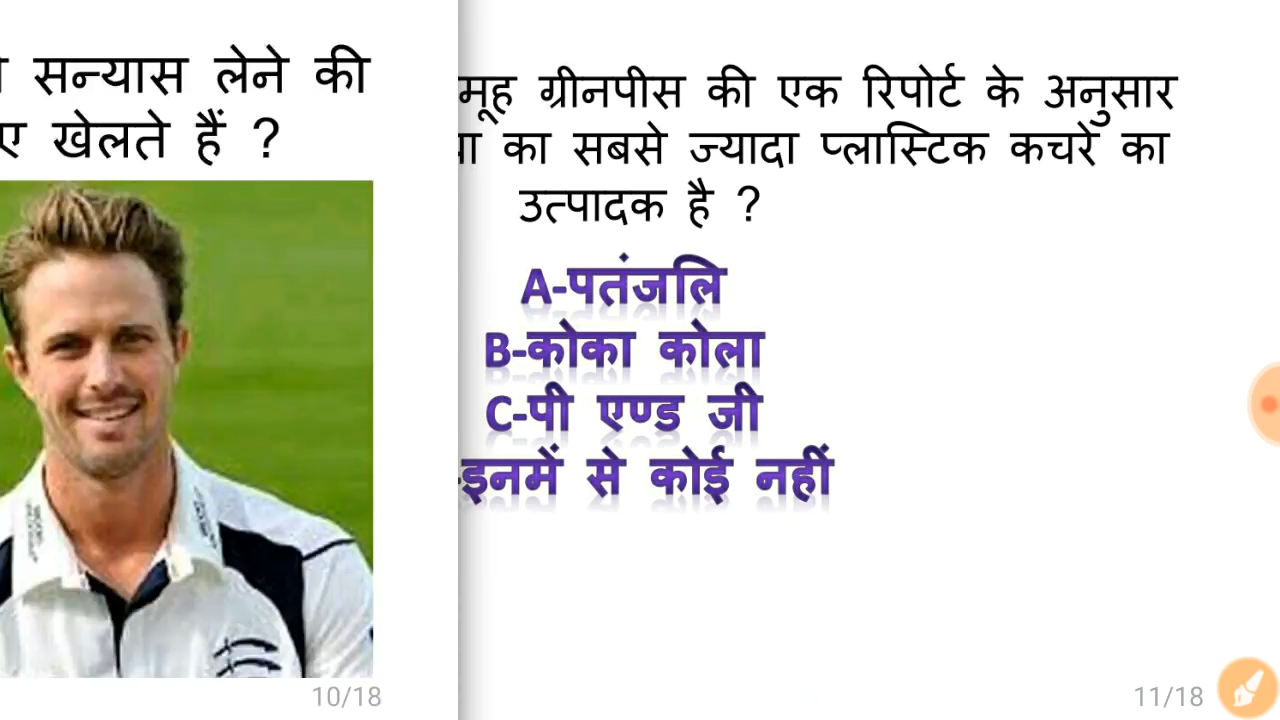 सन्यास लेने की
खेलते हैं ?
10/18
ग्रीनपीस की एक रिपोर्ट के अनुसार
का सबसे ज्यादा प्लास्टिक कचरे का
उत्पादक है ?
A-पतंजलि
B-कोका कोला
C-पी एण्ड जी
-इनमें से कोई नहीं
11/18